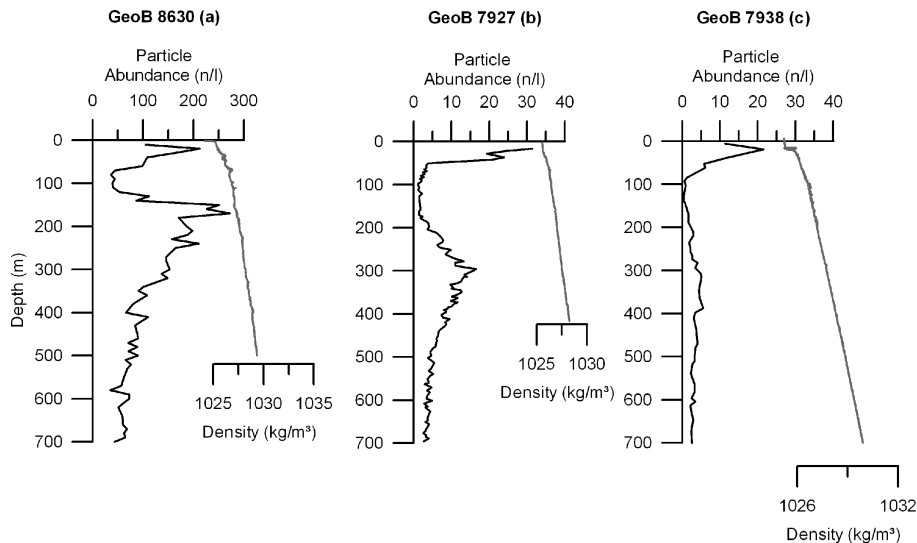 GeoB 8630 (a)
Particle
Abundance (n/l)
0 100 200 300
0
100
200
300
400
500
600
700
Depth (m)
1025 1030 1035
Density (kg/m³)
GeoB 7927 (b)
Particle
Abundance (n/l)
0 10 20 30 40
0
100
200
300
400
500
600
700
1025 1030
Density (kg/m³)
GeoB 7938 (c)
Particle
Abundance (n/l)
0 10 20 30 40
0
100
200
300
400
500
600
700
1026 1032
Density (kg/m³)